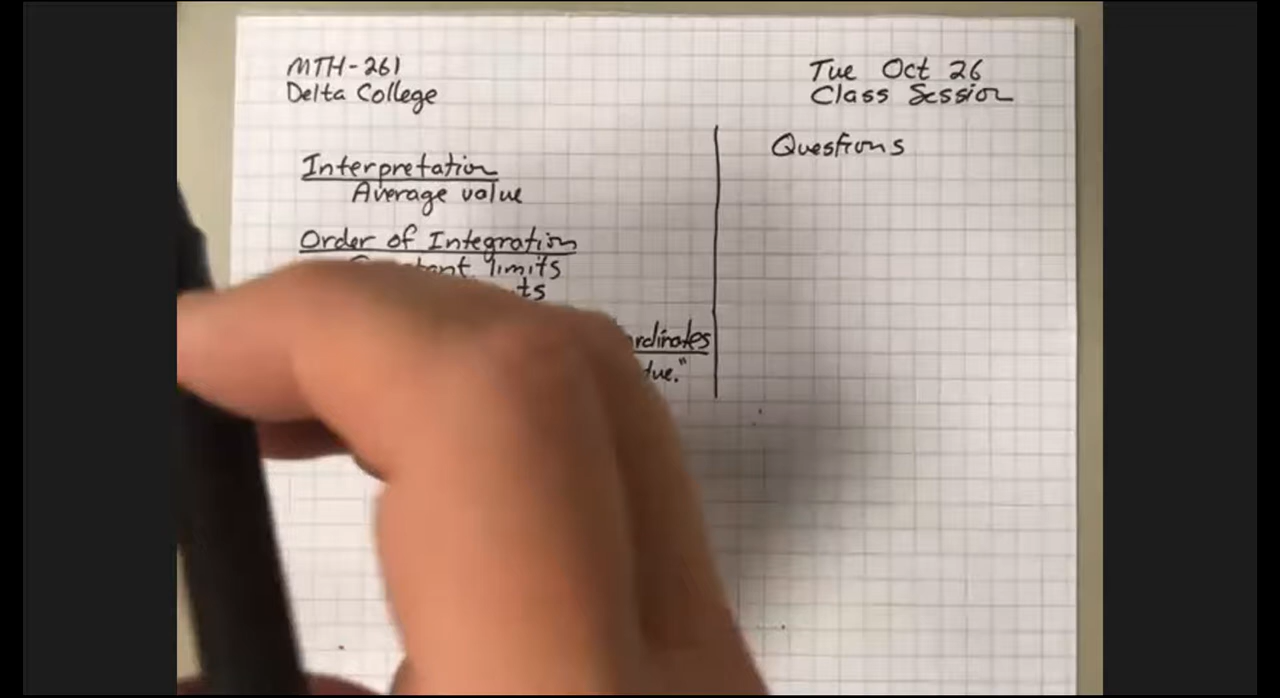 MTH-261
Delta College
Tue Oct 26
Class Session
Interpretation
Average value
Order of Integration
limits
Questions